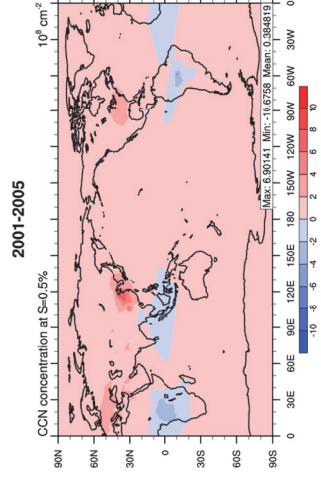 2001-2005
CCN concentration at S=0.5%
10⁸ cm⁻²
90N
60N
30N
0
30S
60S
90S
Max: 6.90141 Min: Mean: 0.384819
0 30E 60E 90E 120E 150E 180 150W 120W 90W 60W 30W 0
-10 -8 -6 -4 -2 0 2 4 6 8 10